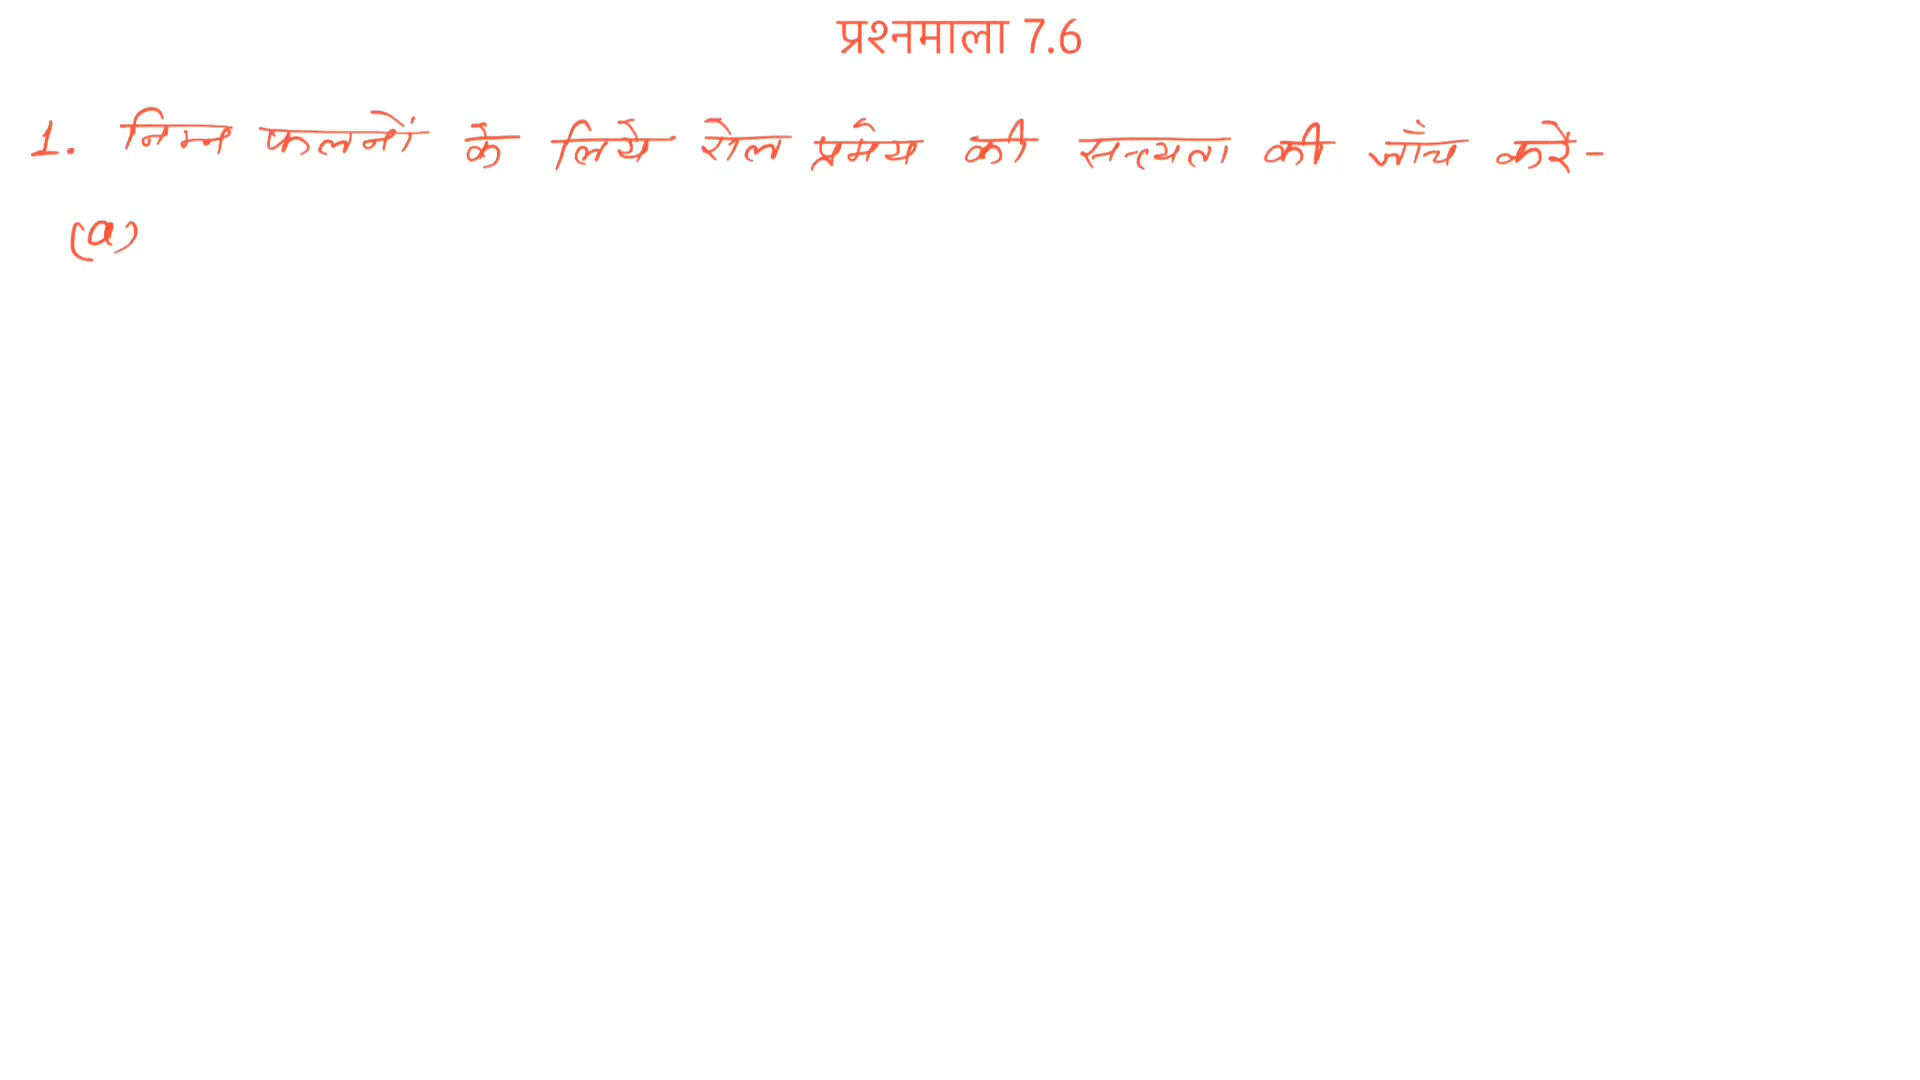 प्रश्नमाला 7.6
1. निम्न फलनों के लिये रोल प्रमेय की सत्यता की जाँच करें-
(a)